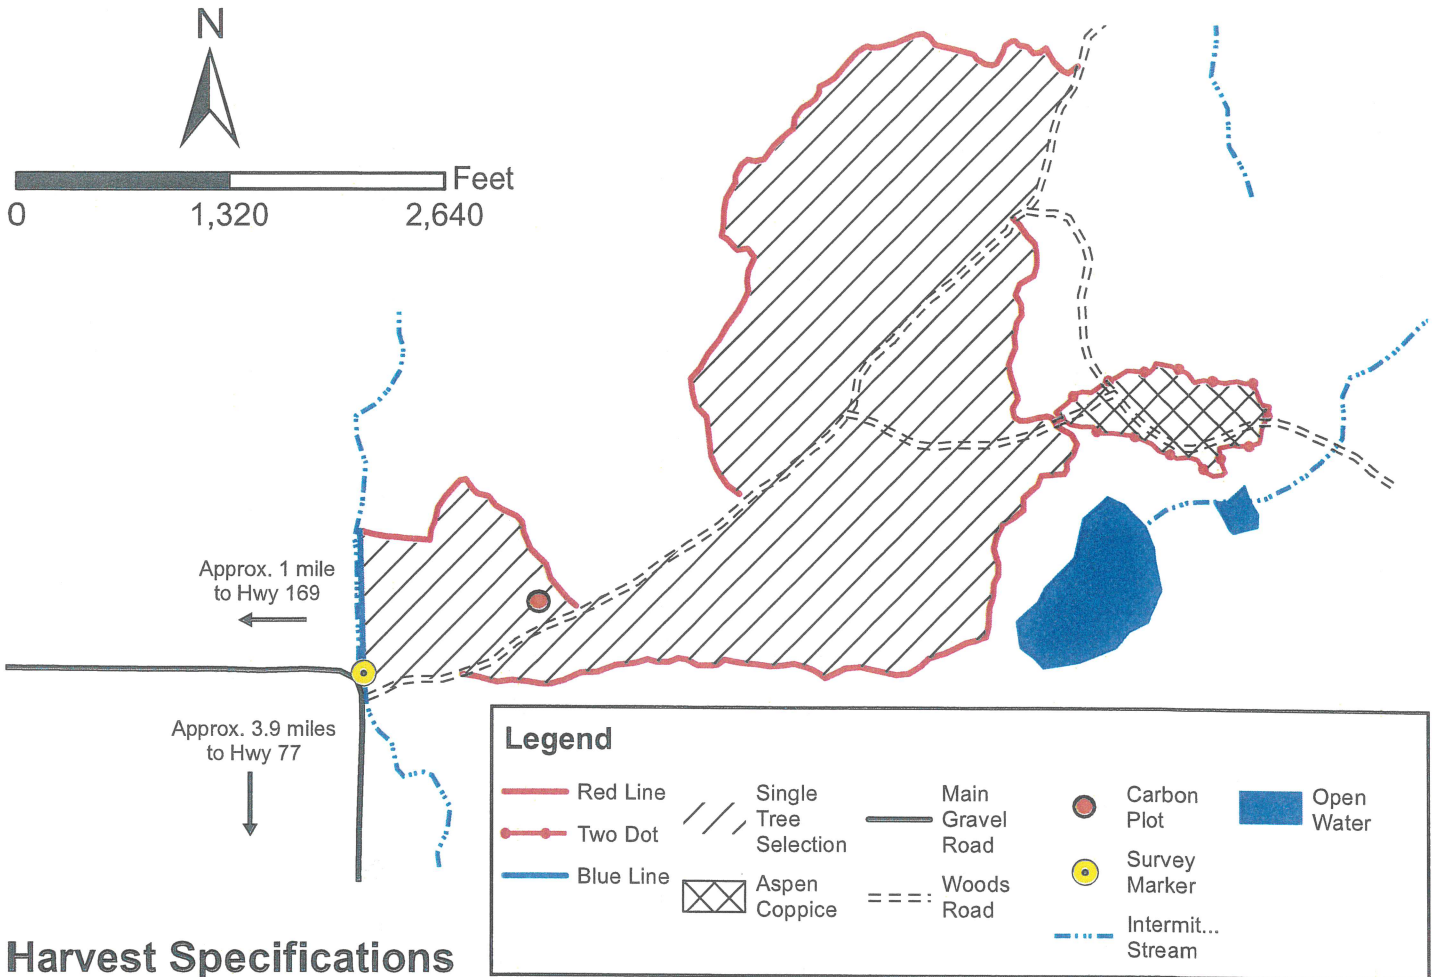 N
Feet
0 1,320 2,640
Approx. 1 mile
to Hwy 169
Approx. 3.9 miles
to Hwy 77
Legend
Red Line
Two Dot
Blue Line
Single
Tree
Selection
Aspen
Coppice
Main
Gravel
Road
Woods
Road
Carbon
Plot
Survey
Marker
Intermit...
Stream
Open
Water
Harvest Specifications